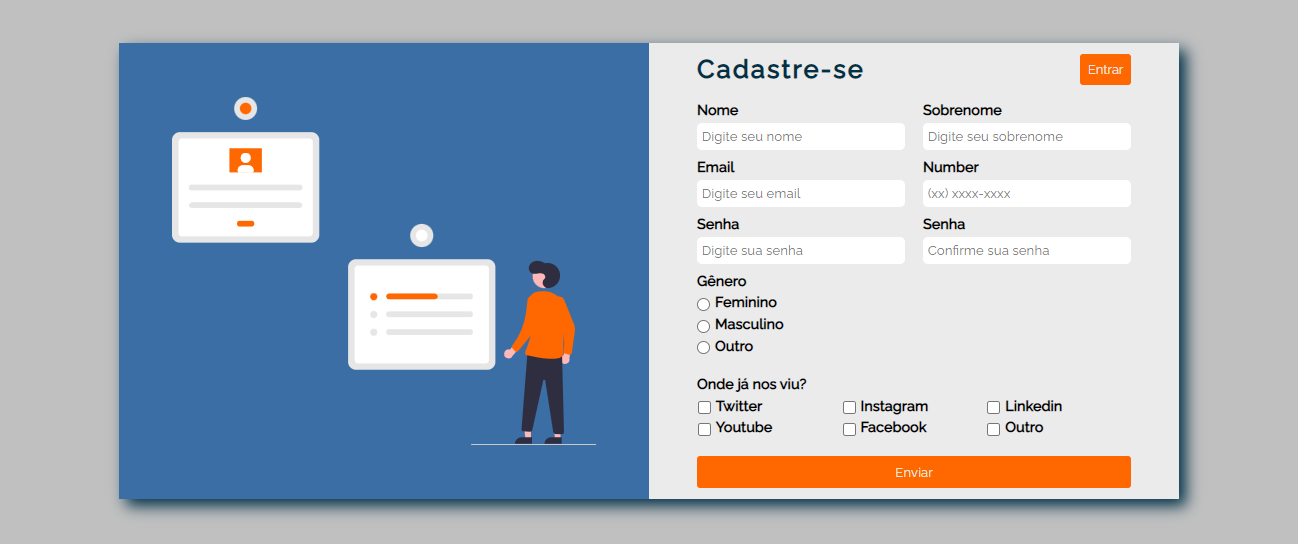 Cadastre-se
Entrar
Nome Sobrenome
Digite seu nome Digite seu sobrenome
Email Number
Digite seu email (xx) xxxx-xxxx
Senha Senha
Digite sua senha Confirme sua senha
Gênero
Feminino
Masculino
Outro
Onde já nos viu?
Twitter Instagram Linkedin
Youtube Facebook Outro
Enviar